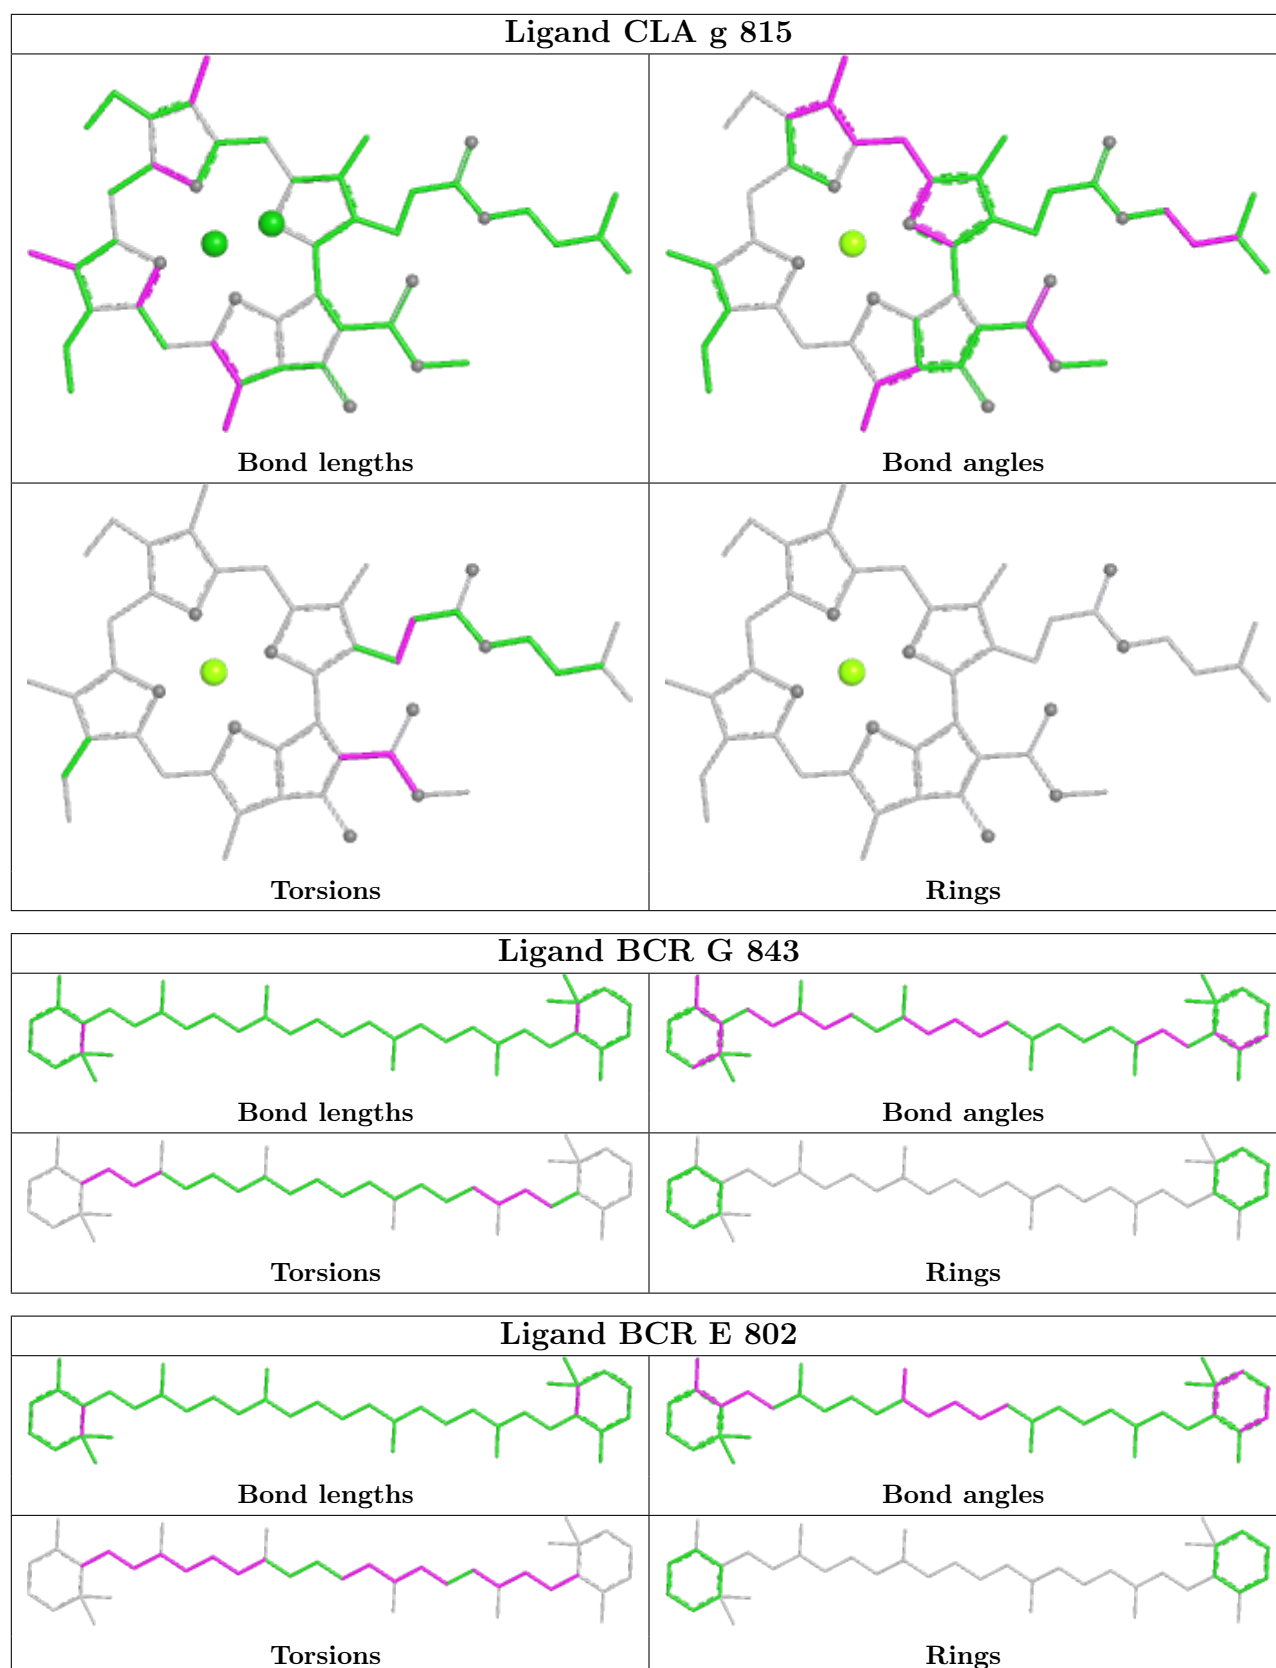 Ligand CLA g 815
Bond lengths
Bond angles
Torsions
Rings
Ligand BCR G 843
Bond lengths
Bond angles
Torsions
Rings
Ligand BCR E 802
Bond lengths
Bond angles
Torsions
Rings